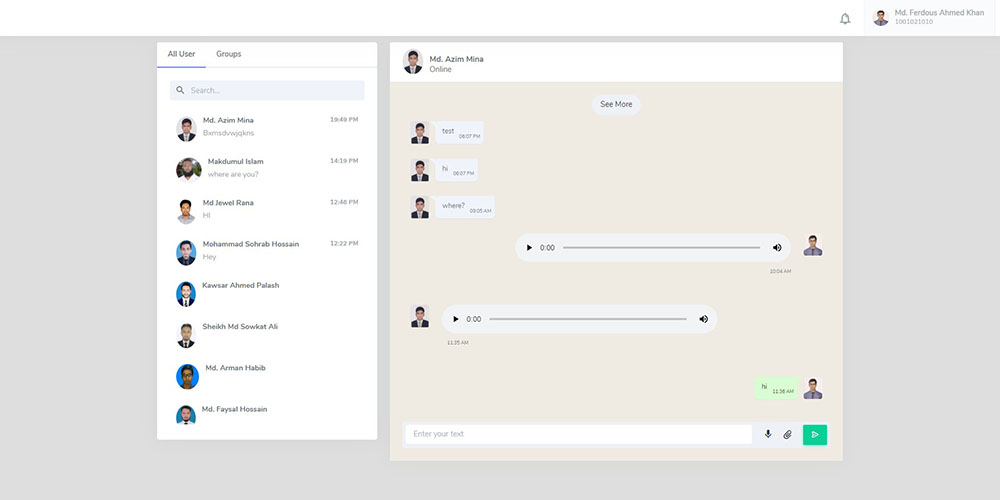 Md. Ferdous Ahmed Khan
1001021010
All User
Groups
Search...
Md. Azim Mina
19:49 PM
Bxmsdvwjqkns
Makdumul Islam
14:19 PM
where are you?
Md Jewel Rana
12:46 PM
HI
Mohammad Sohrab Hossain
12:22 PM
Hey
Kawsar Ahmed Palash
Sheikh Md Sowkat Ali
Md. Arman Habib
Md. Faysal Hossain
Md. Azim Mina
Online
See More
test
06:07 PM
hi
06:07 PM
where?
03:05 AM
0:00
10:04 AM
0:00
11:35 AM
hi
11:36 AM
Enter your text